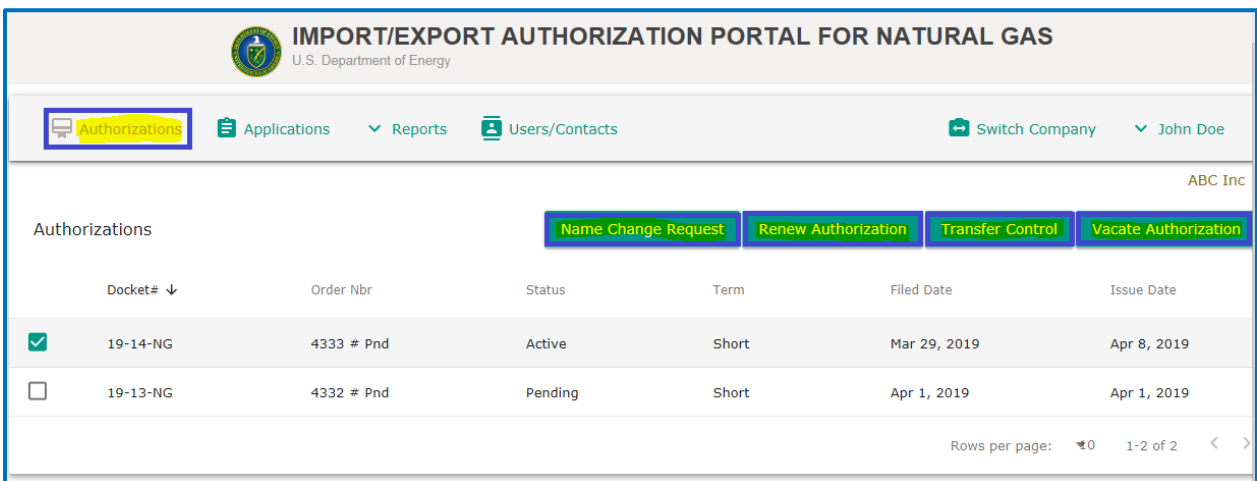 IMPORT/EXPORT AUTHORIZATION PORTAL FOR NATURAL GAS
U.S. Department of Energy
Authorizations Applications Reports Users/Contacts Switch Company John Doe
ABC Inc
Authorizations Name Change Request Renew Authorization Transfer Control Vacate Authorization
Docket# Order Nbr Status Term Filed Date Issue Date
19-14-NG 4333 # Pnd Active Short Mar 29, 2019 Apr 8, 2019
19-13-NG 4332 # Pnd Pending Short Apr 1, 2019 Apr 1, 2019
Rows per page: 10 1-2 of 2